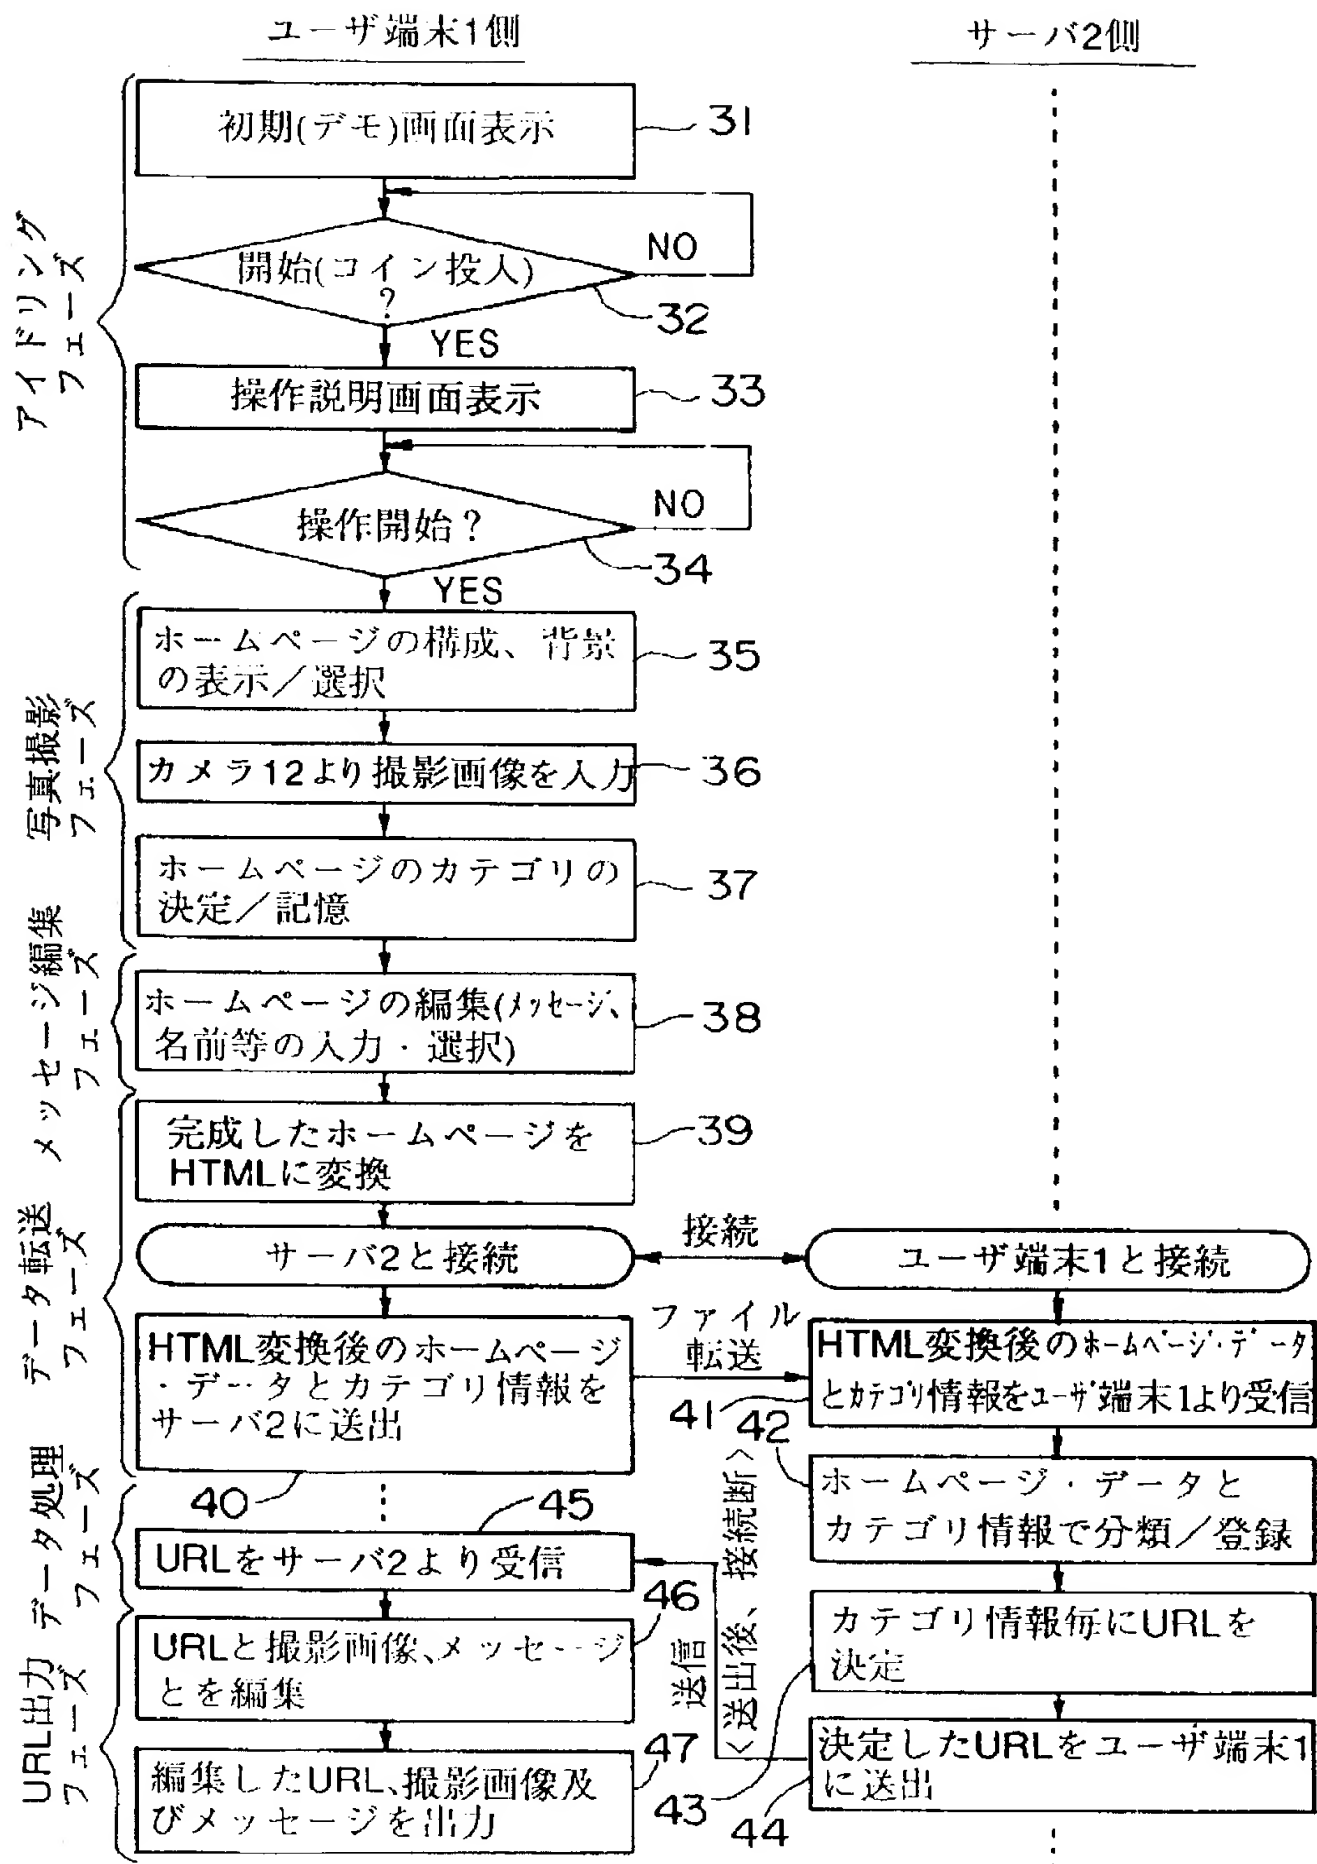 ユーザ端末1側
サーバ2側
アイドリング
フェーズ
初期(デモ)画面表示
31
NO
開始(コイン投入)
?
32
YES
操作説明画面表示
33
NO
操作開始?
34
YES
写真撮影
フェーズ
ホームページの構成、背景
の表示/選択
35
カメラ12より撮影画像を入力
36
ホームページのカテゴリの
決定/記憶
37
メッセージ編集
フェーズ
ホームページの編集(メッセージ、
名前等の入力・選択)
38
データ転送
フェーズ
完成したホームページを
HTMLに変換
39
サーバ2と接続
接続
ユーザ端末1と接続
HTML変換後のホームページ
・データとカテゴリ情報を
サーバ2に送出
40
ファイル
転送
HTML変換後のホームページ・データ
とカテゴリ情報をユーザ端末1より受信
41
42
ホームページ・データと
カテゴリ情報で分類/登録
データ処理
フェーズ
45
URLをサーバ2より受信
送信
<送出後、接続断>
カテゴリ情報毎にURLを
決定
43
URL出力
フェーズ
46
URLと撮影画像、メッセージ
とを編集
決定したURLをユーザ端末1
に送出
44
47
編集したURL、撮影画像及
びメッセージを出力